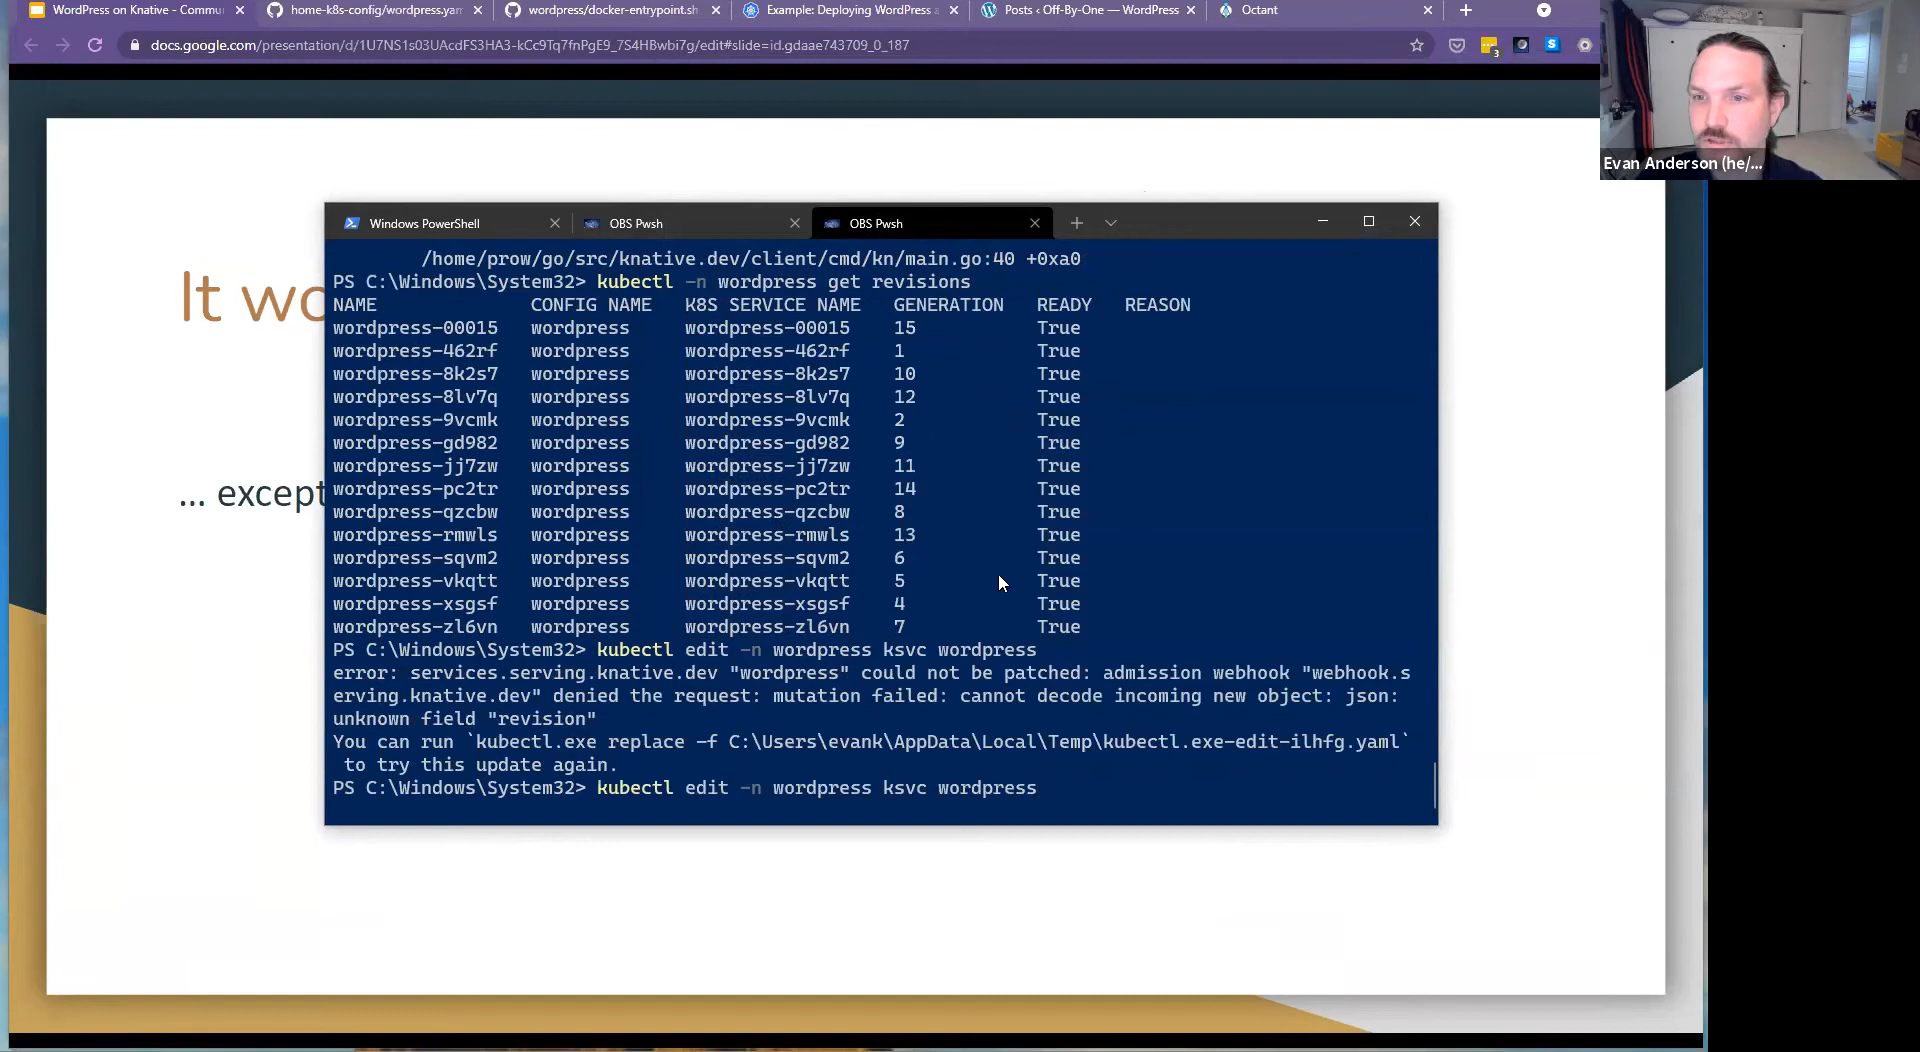 WordPress on Knative - Commu
home-k8s-config/wordpress.yam
wordpress/docker-entrypoint.sh
Example: Deploying WordPress a
Posts ‹ Off-By-One — WordPress
Octant
docs.google.com/presentation/d/1U7NS1s03UAcdFS3HA3-kCc9Tq7fnPgE9_7S4HBwbi7g/edit#slide=id.gdaae743709_0_187
3
S
Evan Anderson (he/...
It wo
... except
Windows PowerShell
OBS Pwsh
OBS Pwsh
/home/prow/go/src/knative.dev/client/cmd/kn/main.go:40 +0xa0
PS C:\Windows\System32> kubectl -n wordpress get revisions
NAME CONFIG NAME K8S SERVICE NAME GENERATION READY REASON
wordpress-00015 wordpress wordpress-00015 15 True
wordpress-462rf wordpress wordpress-462rf 1 True
wordpress-8k2s7 wordpress wordpress-8k2s7 10 True
wordpress-8lv7q wordpress wordpress-8lv7q 12 True
wordpress-9vcmk wordpress wordpress-9vcmk 2 True
wordpress-gd982 wordpress wordpress-gd982 9 True
wordpress-jj7zw wordpress wordpress-jj7zw 11 True
wordpress-pc2tr wordpress wordpress-pc2tr 14 True
wordpress-qzcbw wordpress wordpress-qzcbw 8 True
wordpress-rmwls wordpress wordpress-rmwls 13 True
wordpress-sqvm2 wordpress wordpress-sqvm2 6 True
wordpress-vkqtt wordpress wordpress-vkqtt 5 True
wordpress-xsgsf wordpress wordpress-xsgsf 4 True
wordpress-zl6vn wordpress wordpress-zl6vn 7 True
PS C:\Windows\System32> kubectl edit -n wordpress ksvc wordpress
error: services.serving.knative.dev "wordpress" could not be patched: admission webhook "webhook.s
erving.knative.dev" denied the request: mutation failed: cannot decode incoming new object: json:
unknown field "revision"
You can run `kubectl.exe replace -f C:\Users\evank\AppData\Local\Temp\kubectl.exe-edit-ilhfg.yaml`
to try this update again.
PS C:\Windows\System32> kubectl edit -n wordpress ksvc wordpress